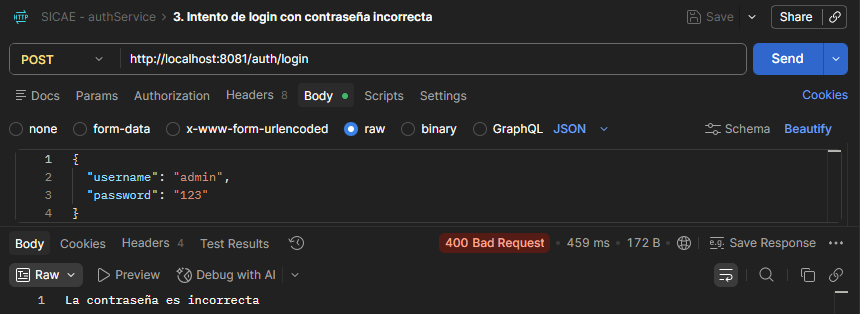 HTTP SICAE - authService > 3. Intento de login con contraseña incorrecta Save Share
POST http://localhost:8081/auth/login Send
Docs Params Authorization Headers 8 Body Scripts Settings Cookies
none form-data x-www-form-urlencoded raw binary GraphQL JSON Schema Beautify
1 {
2 "username": "admin",
3 "password": "123"
4 }
Body Cookies Headers 4 Test Results 400 Bad Request • 459 ms • 172 B • e.g. Save Response
Raw Preview Debug with AI
1 La contraseña es incorrecta